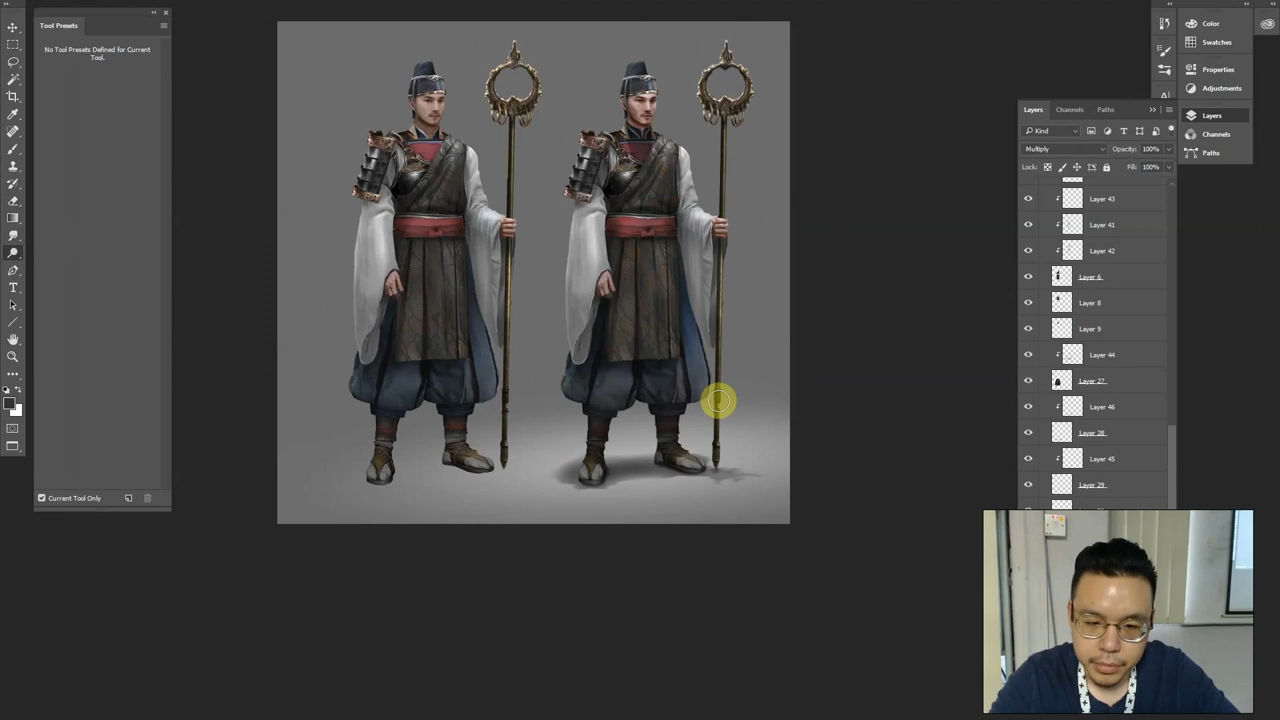 Tool Presets
No Tool Presets Defined for Current
Tool.
Current Tool Only
Color
Swatches
Properties
Adjustments
Layers
Channels
Paths
Layers
Channels
Paths
Kind
Multiply
Opacity: 100%
Lock:
Fill: 100%
Layer 43
Layer 41
Layer 42
Layer 6
Layer 8
Layer 9
Layer 44
Layer 27
Layer 46
Layer 28
Layer 45
Layer 29